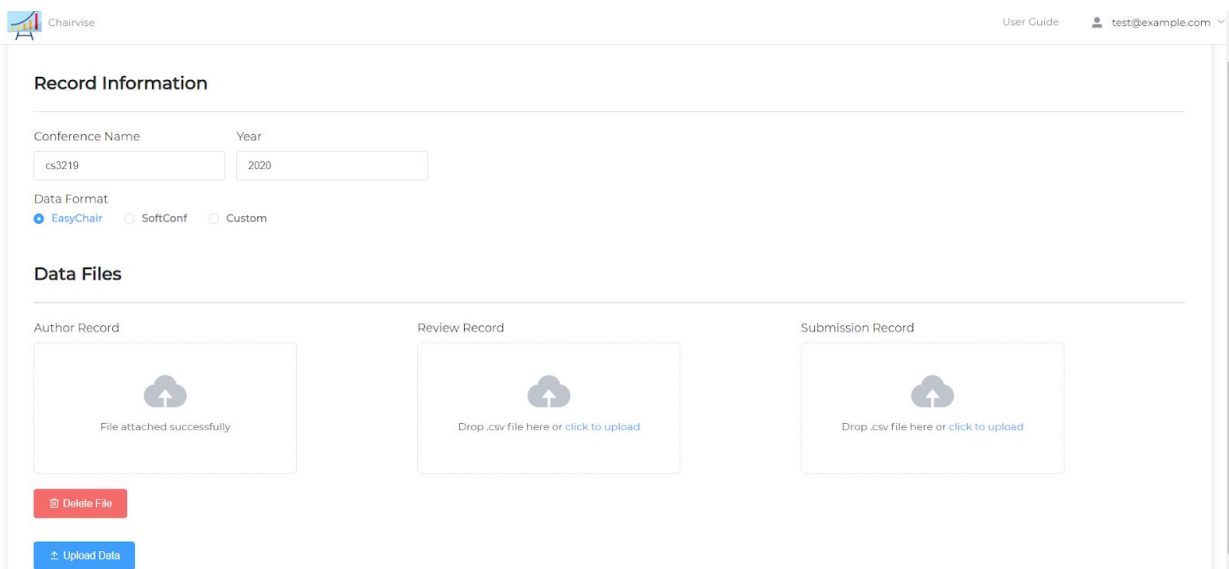 Chairvise
User Guide
test@example.com
Record Information
Conference Name
Year
cs3219
2020
Data Format
EasyChair
SoftConf
Custom
Data Files
Author Record
Review Record
Submission Record
File attached successfully
Drop .csv file here or click to upload
Drop .csv file here or click to upload
Delete File
Upload Data